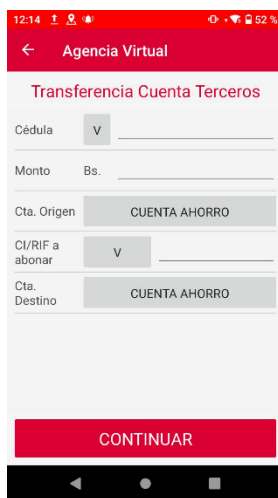 12:14 52 %
Agencia Virtual
Transferencia Cuenta Terceros
Cédula V
Monto Bs.
Cta. Origen CUENTA AHORRO
CI/RIF a
abonar V
Cta.
Destino CUENTA AHORRO
CONTINUAR